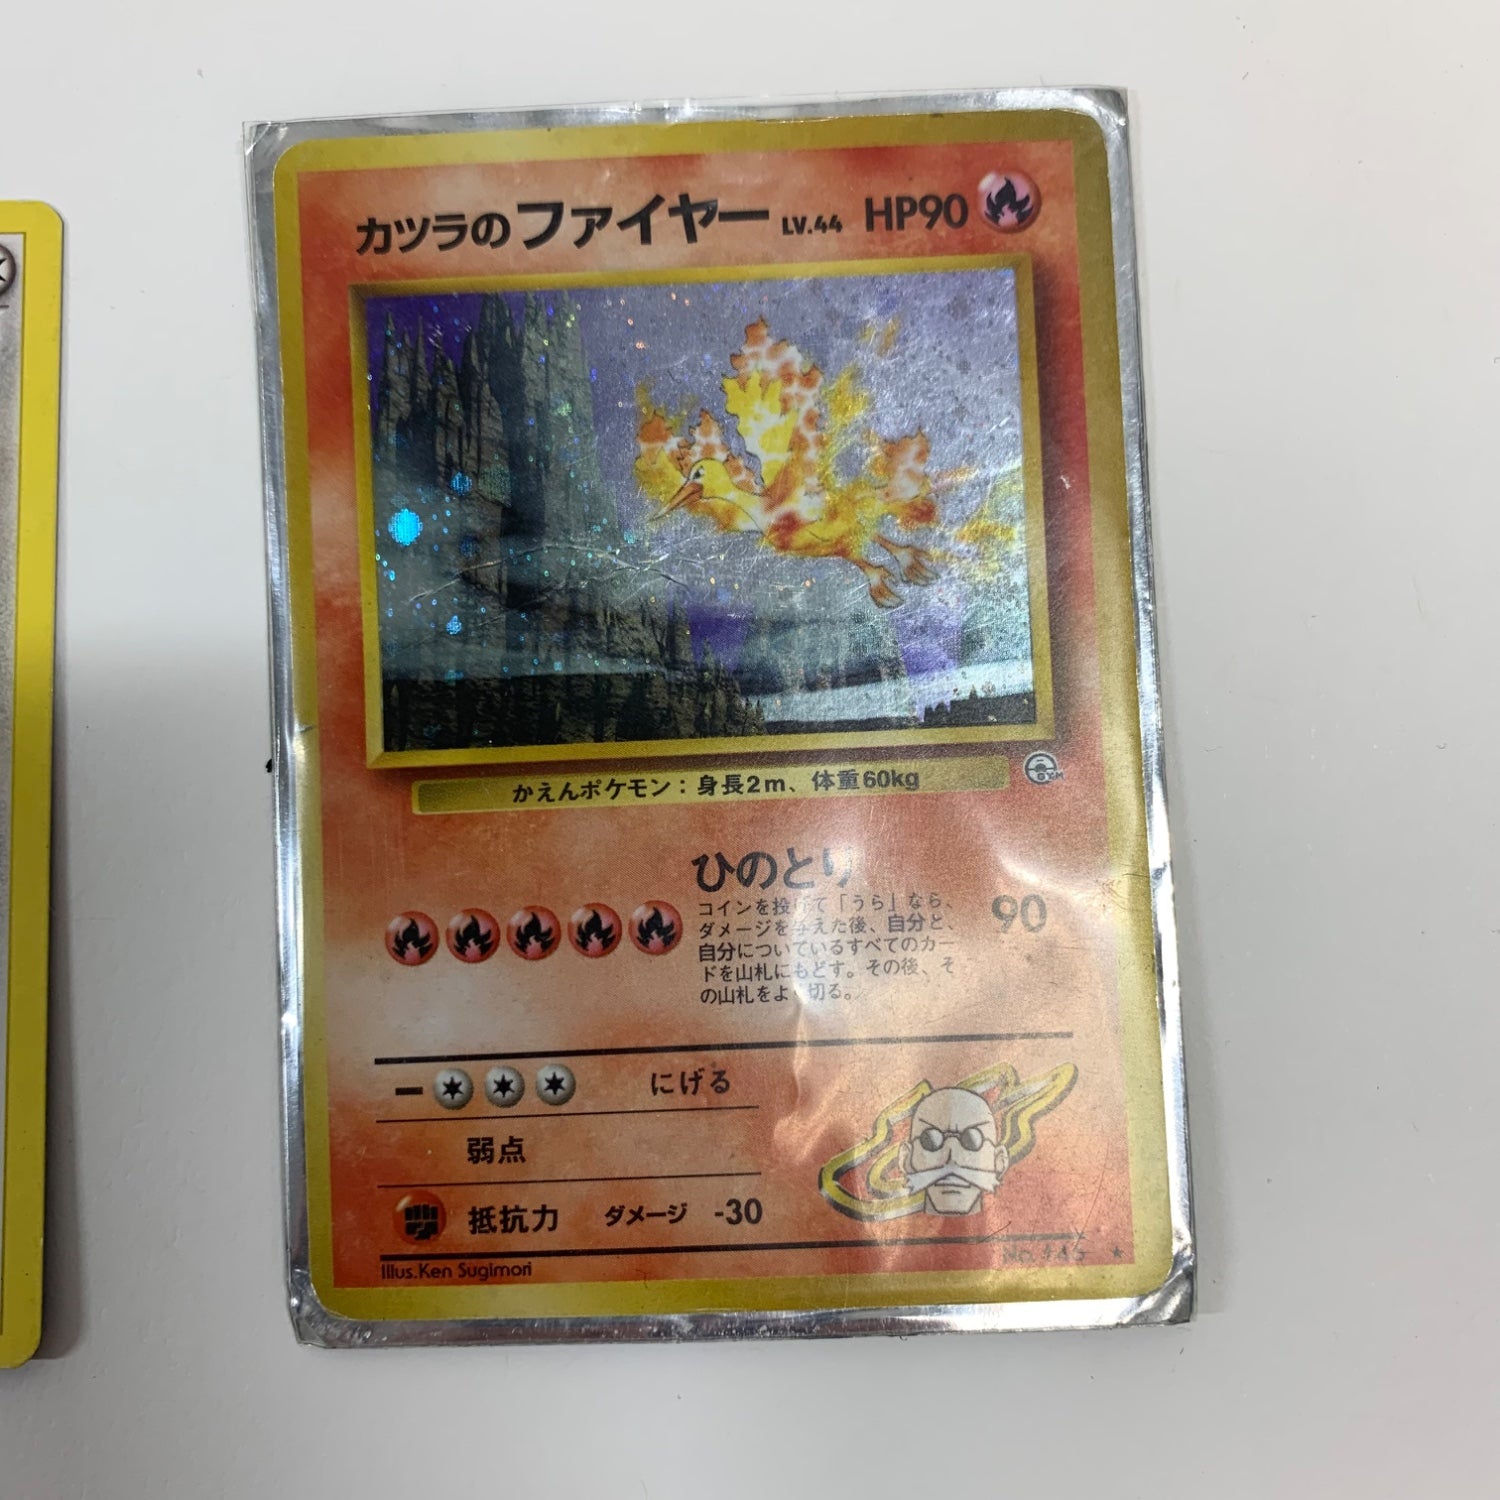 カツラのファイヤー LV.44 HP90
GYM
かえんポケモン：身長2m、体重60kg
ひのとり
コインを投げて「うら」なら、
ダメージを与えた後、自分と、
自分についているすべてのカー
ドを山札にもどす。その後、そ
の山札をよく切る。
90
にげる
弱点
抵抗力 ダメージ -30
Illus.Ken Sugimori
No.146 ★